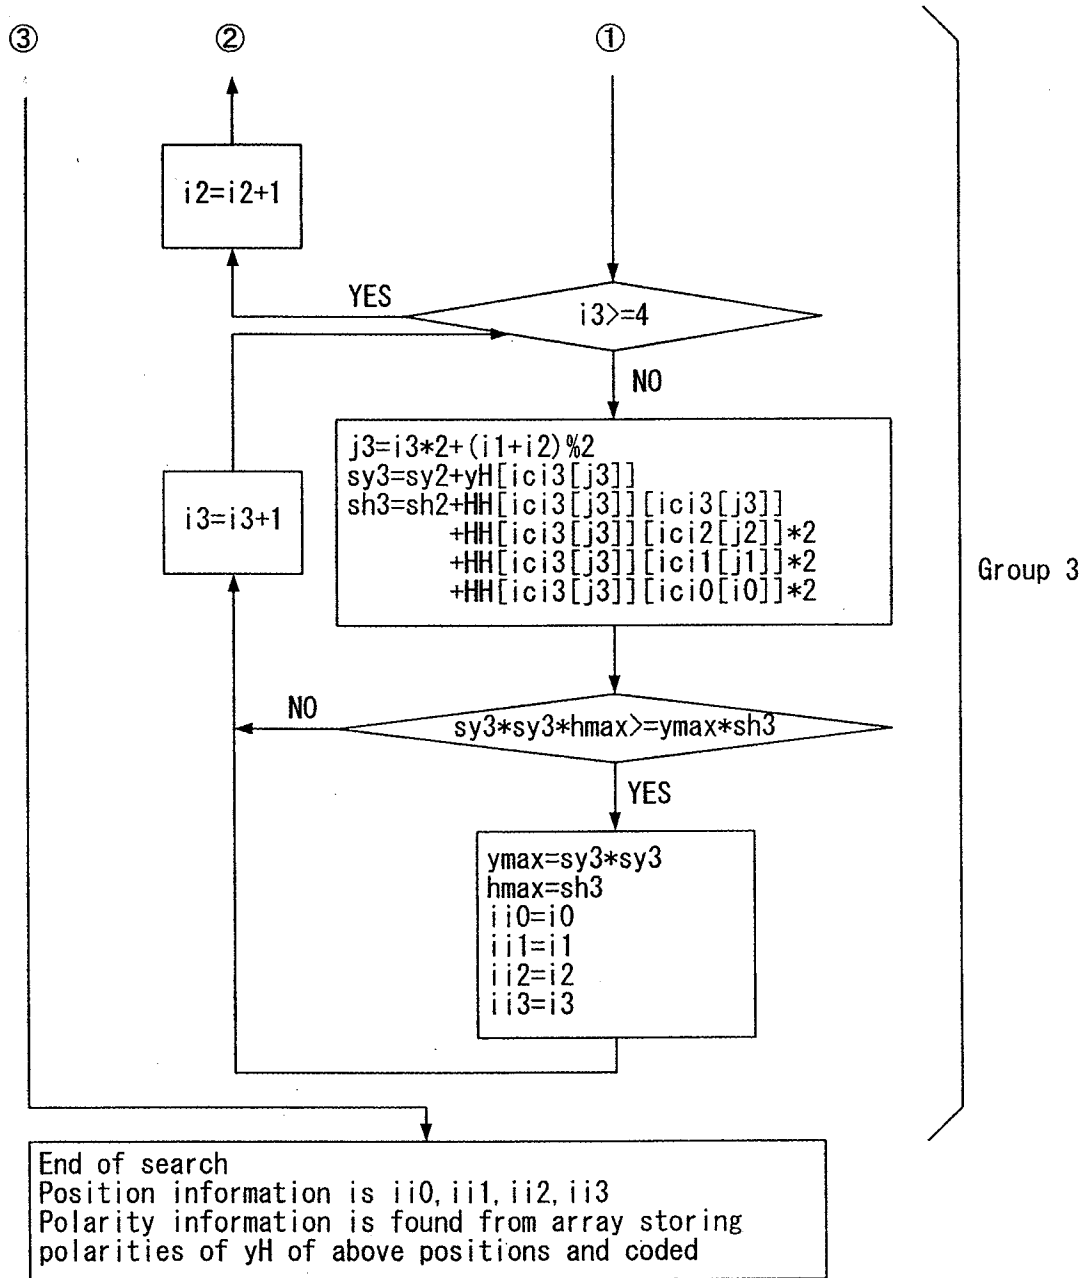 ③ ② ①
i2=i2+1
YES
i3>=4
NO
j3=i3*2+(i1+i2)%2
sy3=sy2+yH[ici3[j3]]
sh3=sh2+HH[ici3[j3]][ici3[j3]]
+HH[ici3[j3]][ici2[j2]]*2
+HH[ici3[j3]][ici1[j1]]*2
+HH[ici3[j3]][ici0[i0]]*2
i3=i3+1
Group 3
NO
sy3*sy3*hmax>=ymax*sh3
YES
ymax=sy3*sy3
hmax=sh3
ii0=i0
ii1=i1
ii2=i2
ii3=i3
End of search
Position information is ii0,ii1,ii2,ii3
Polarity information is found from array storing
polarities of yH of above positions and coded